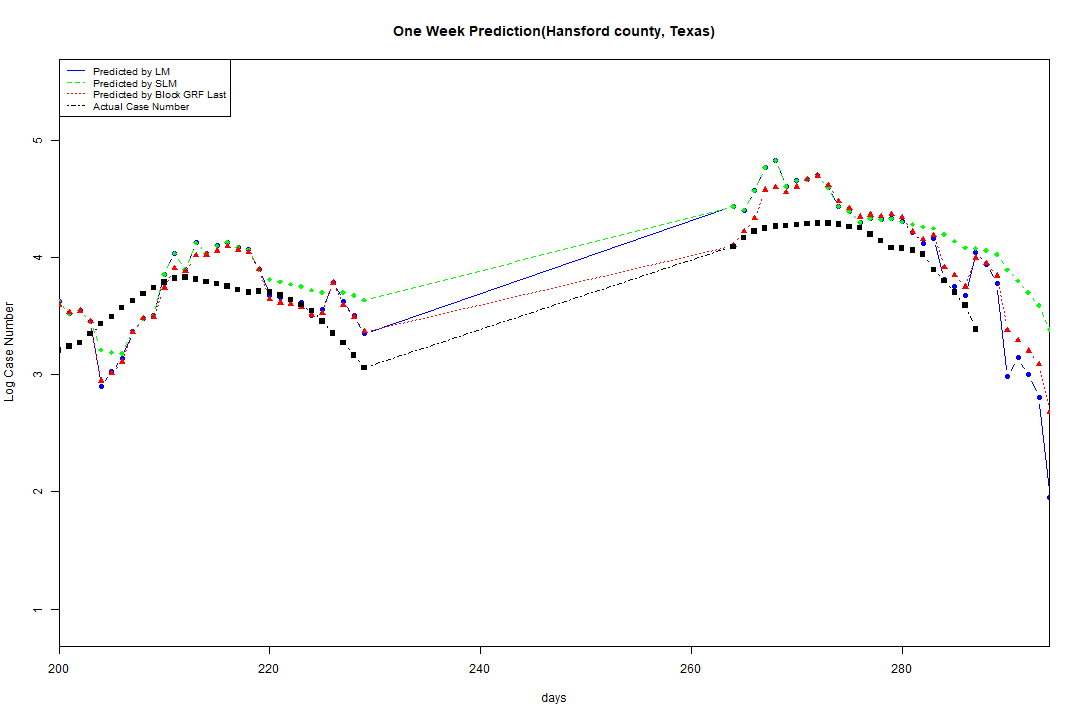 One Week Prediction(Hansford county, Texas)
Predicted by LM
Predicted by SLM
Predicted by Block GRF Last
Actual Case Number
5
4
3
2
1
Log Case Number
200 220 240 260 280
days